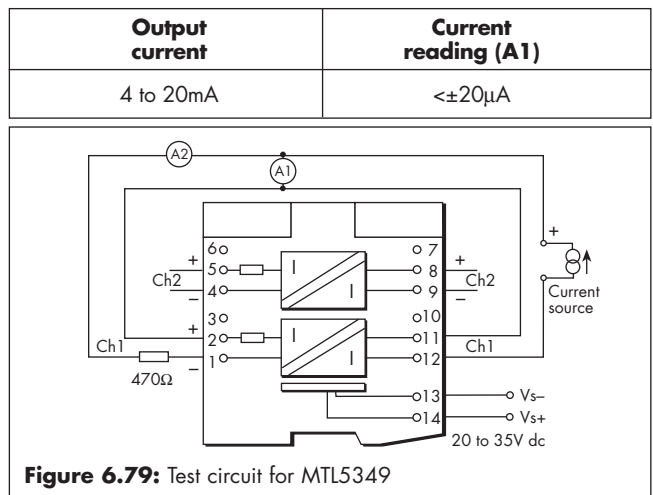 Output current
Current reading (A1)
4 to 20mA
<±20µA
A2
A1
6
5
4
3
2
1
+
Ch2
–
+
Ch1
–
470Ω
I
I
I
I
7
8
9
10
11
12
13
14
+
Ch2
–
Ch1
+
Current
source
Vs–
Vs+
20 to 35V dc
Figure 6.79: Test circuit for MTL5349